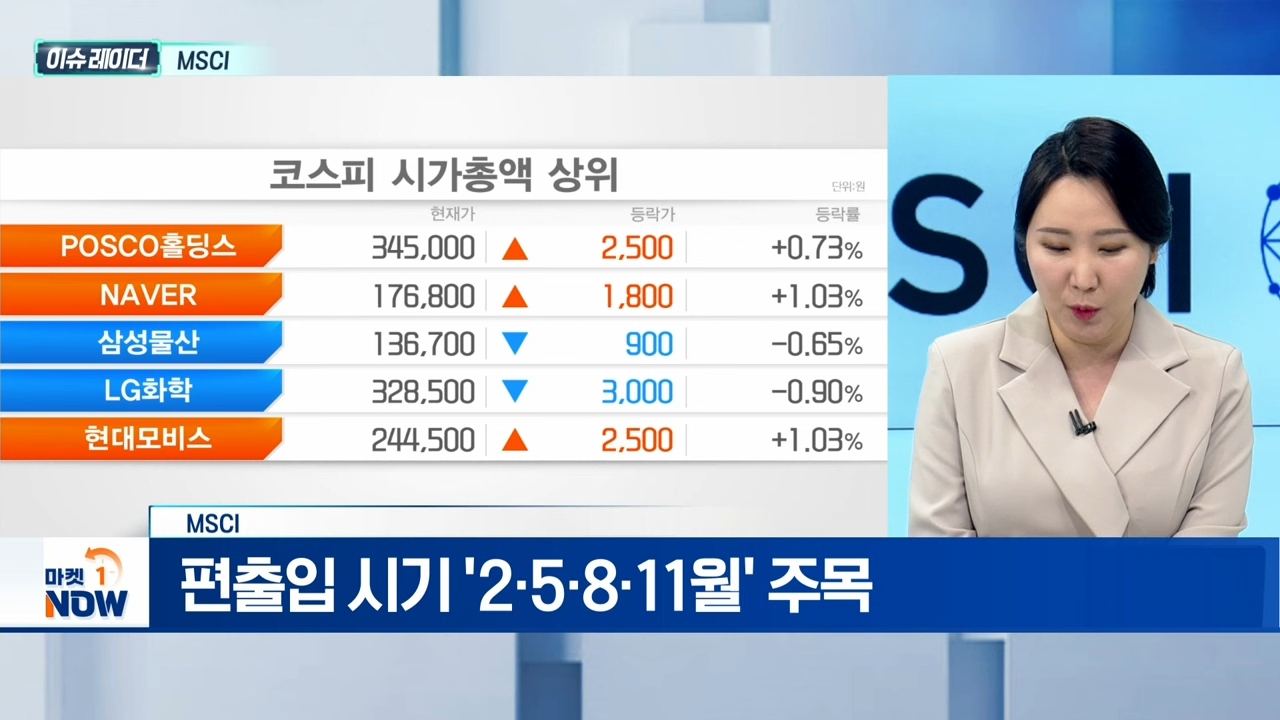 이슈 레이더 MSCI
코스피 시가총액 상위
단위:원
현재가 등락가 등락률
POSCO홀딩스 345,000 ▲ 2,500 +0.73%
NAVER 176,800 ▲ 1,800 +1.03%
삼성물산 136,700 ▼ 900 -0.65%
LG화학 328,500 ▼ 3,000 -0.90%
현대모비스 244,500 ▲ 2,500 +1.03%
S I
MSCI
마켓 1
NOW
편출입 시기 '2·5·8·11월' 주목